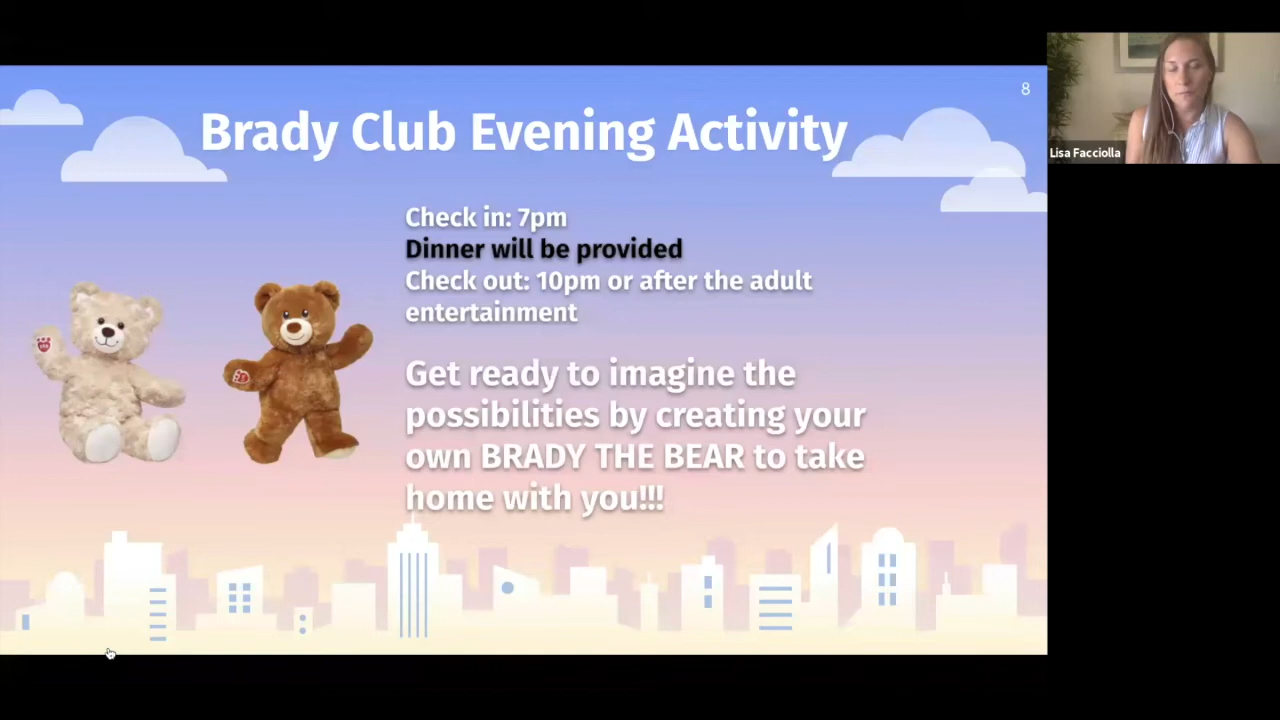 8
Brady Club Evening Activity
Lisa Facciolla
Check in: 7pm
Dinner will be provided
Check out: 10pm or after the adult
entertainment
Get ready to imagine the
possibilities by creating your
own BRADY THE BEAR to take
home with you!!!